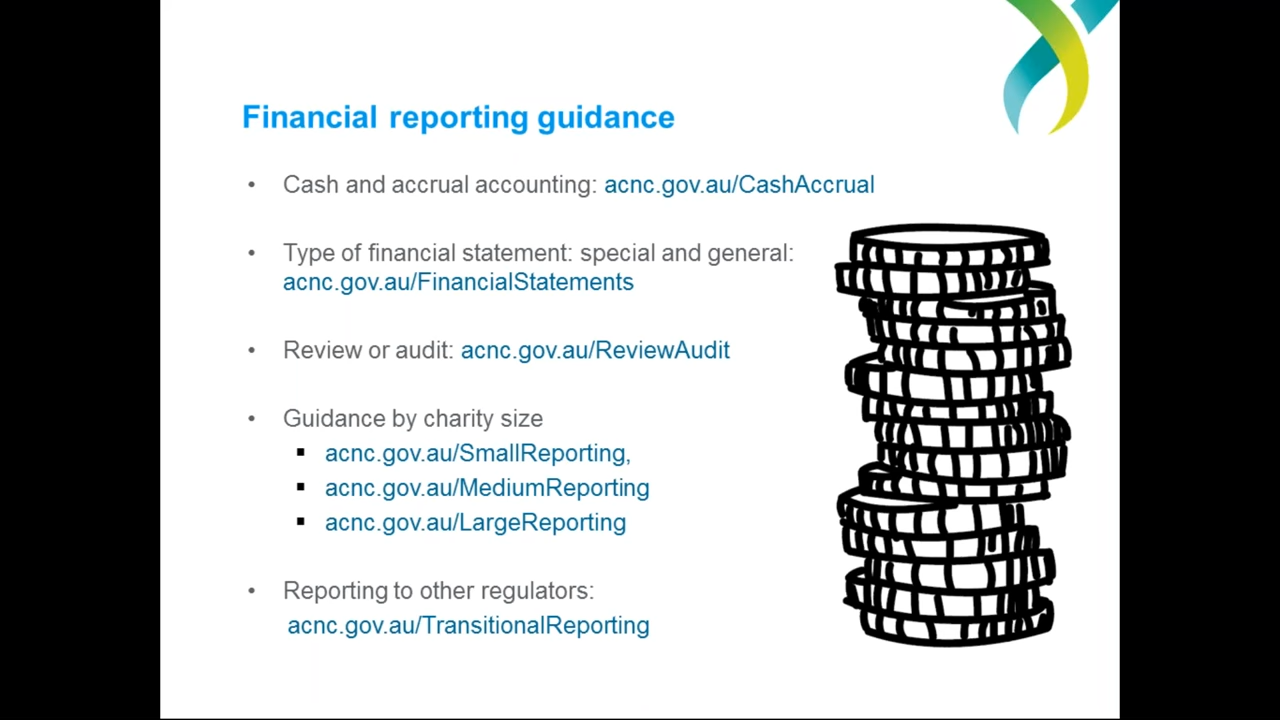 Financial reporting guidance
• Cash and accrual accounting: acnc.gov.au/CashAccrual
• Type of financial statement: special and general:
acnc.gov.au/FinancialStatements
• Review or audit: acnc.gov.au/ReviewAudit
• Guidance by charity size
▪ acnc.gov.au/SmallReporting,
▪ acnc.gov.au/MediumReporting
▪ acnc.gov.au/LargeReporting
• Reporting to other regulators:
acnc.gov.au/TransitionalReporting